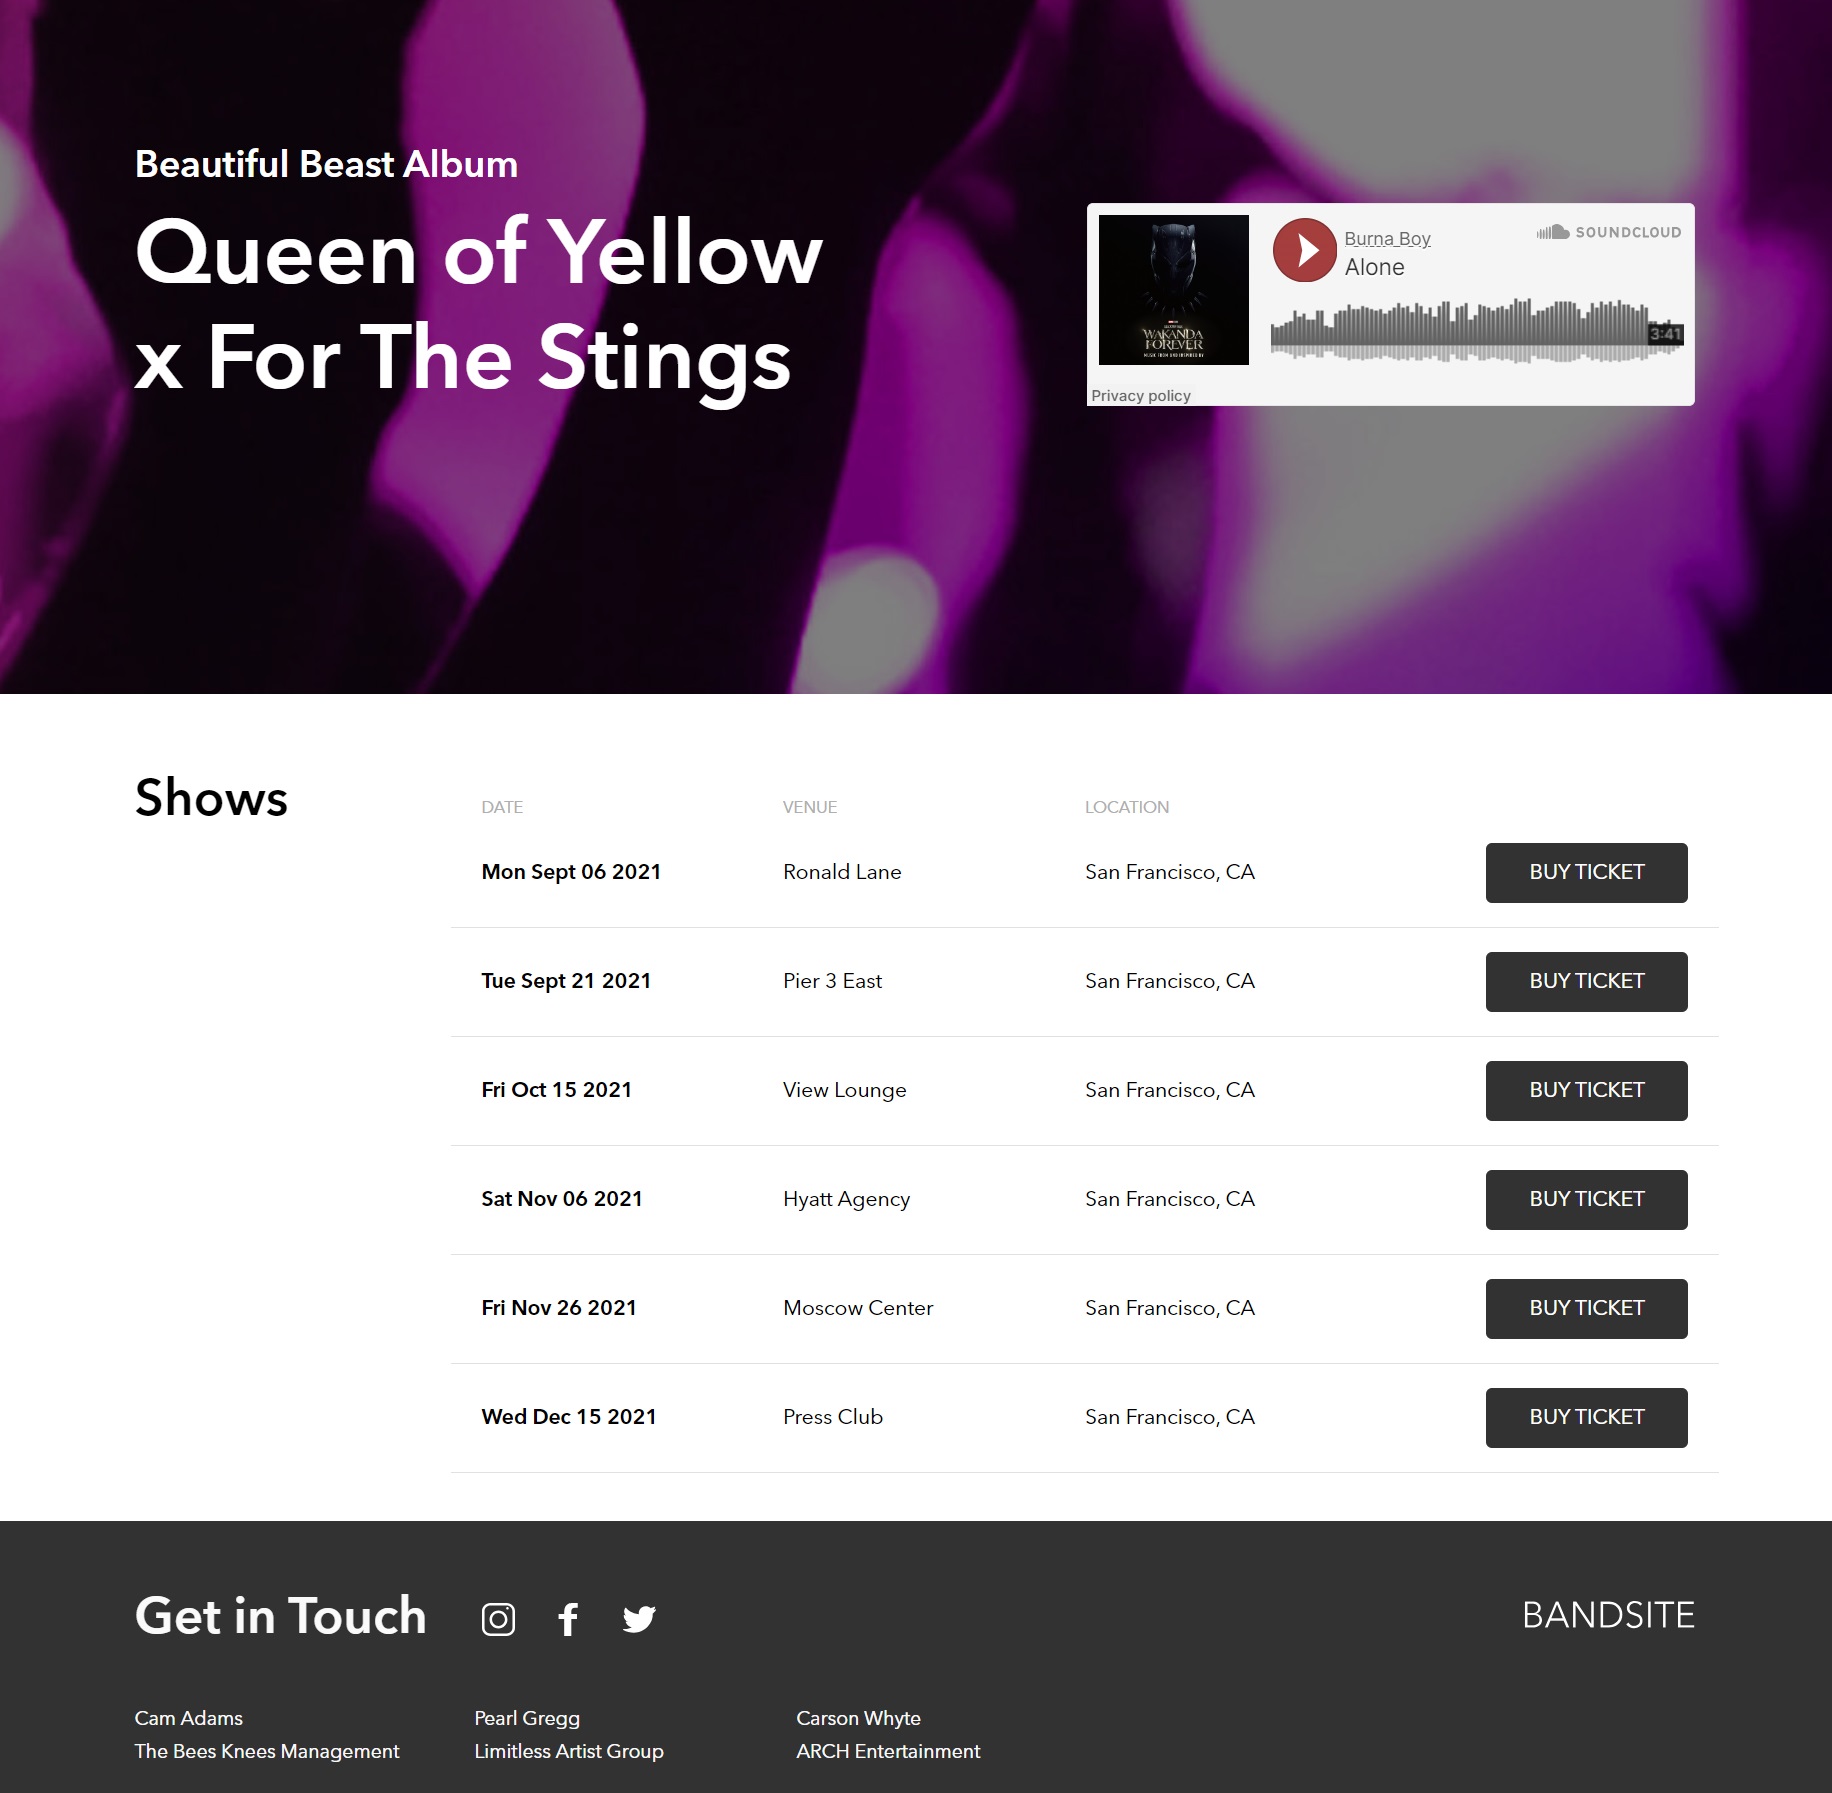 Beautiful Beast Album
Queen of Yellow
x For The Stings
Burna Boy
Alone
SOUNDCLOUD
WAKANDA
FOREVER
MUSIC FROM AND INSPIRED BY
3:41
Privacy policy
Shows
DATE VENUE LOCATION
Mon Sept 06 2021 Ronald Lane San Francisco, CA BUY TICKET
Tue Sept 21 2021 Pier 3 East San Francisco, CA BUY TICKET
Fri Oct 15 2021 View Lounge San Francisco, CA BUY TICKET
Sat Nov 06 2021 Hyatt Agency San Francisco, CA BUY TICKET
Fri Nov 26 2021 Moscow Center San Francisco, CA BUY TICKET
Wed Dec 15 2021 Press Club San Francisco, CA BUY TICKET
Get in Touch
BANDSITE
Cam Adams
The Bees Knees Management
Pearl Gregg
Limitless Artist Group
Carson Whyte
ARCH Entertainment